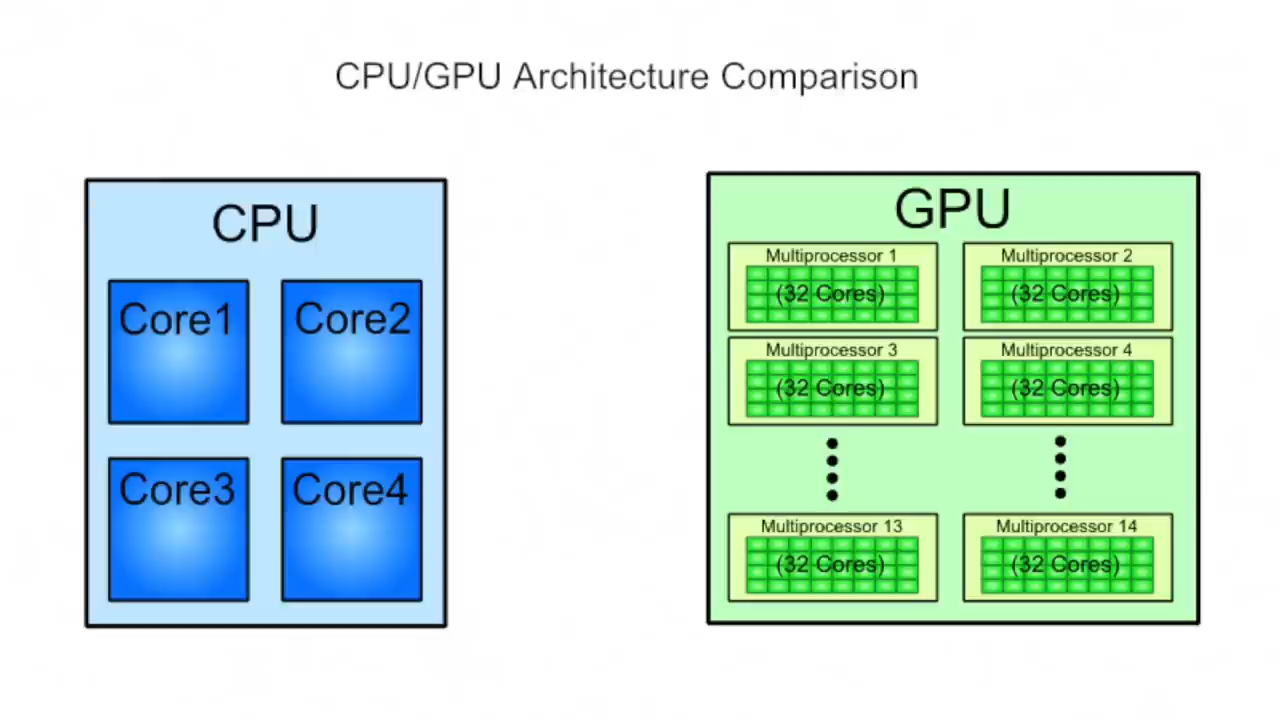 CPU/GPU Architecture Comparison
CPU
Core1
Core2
Core3
Core4
GPU
Multiprocessor 1
(32 Cores)
Multiprocessor 2
(32 Cores)
Multiprocessor 3
(32 Cores)
Multiprocessor 4
(32 Cores)
Multiprocessor 13
(32 Cores)
Multiprocessor 14
(32 Cores)